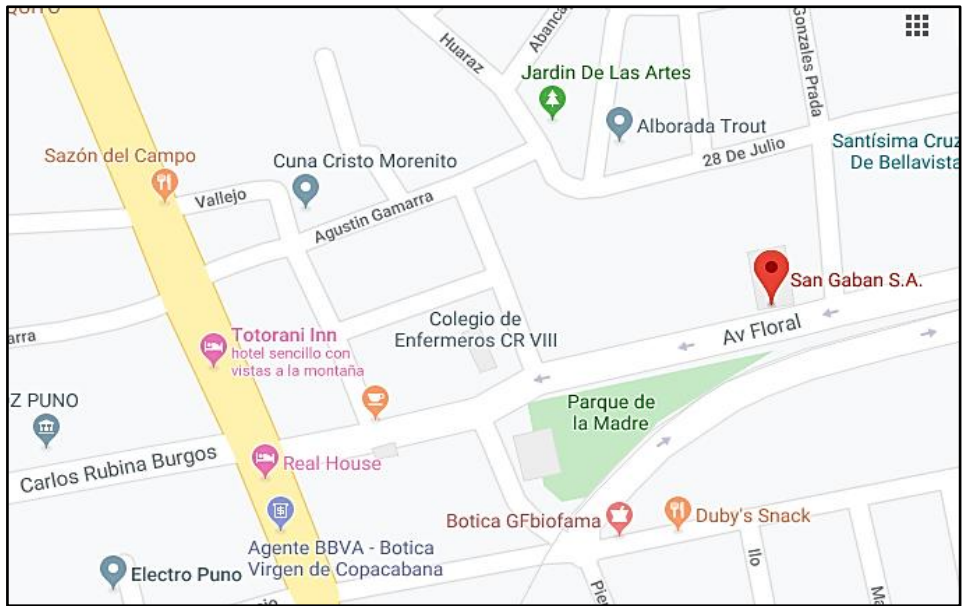 QUITO
Huaraz
Abancay
Gonzales Prada
Jardin De Las Artes
Alborada Trout
28 De Julio
Santísima Cruz
De Bellavista
Sazón del Campo
Cuna Cristo Morenito
Vallejo
Agustin Gamarra
San Gaban S.A.
Av Floral
Colegio de
Enfermeros CR VIII
arra
Totorani Inn
hotel sencillo con
vistas a la montaña
Parque de
la Madre
Z PUNO
Carlos Rubina Burgos
Real House
Botica GFbiofama
Duby's Snack
Agente BBVA - Botica
Virgen de Copacabana
Electro Puno
Ilo